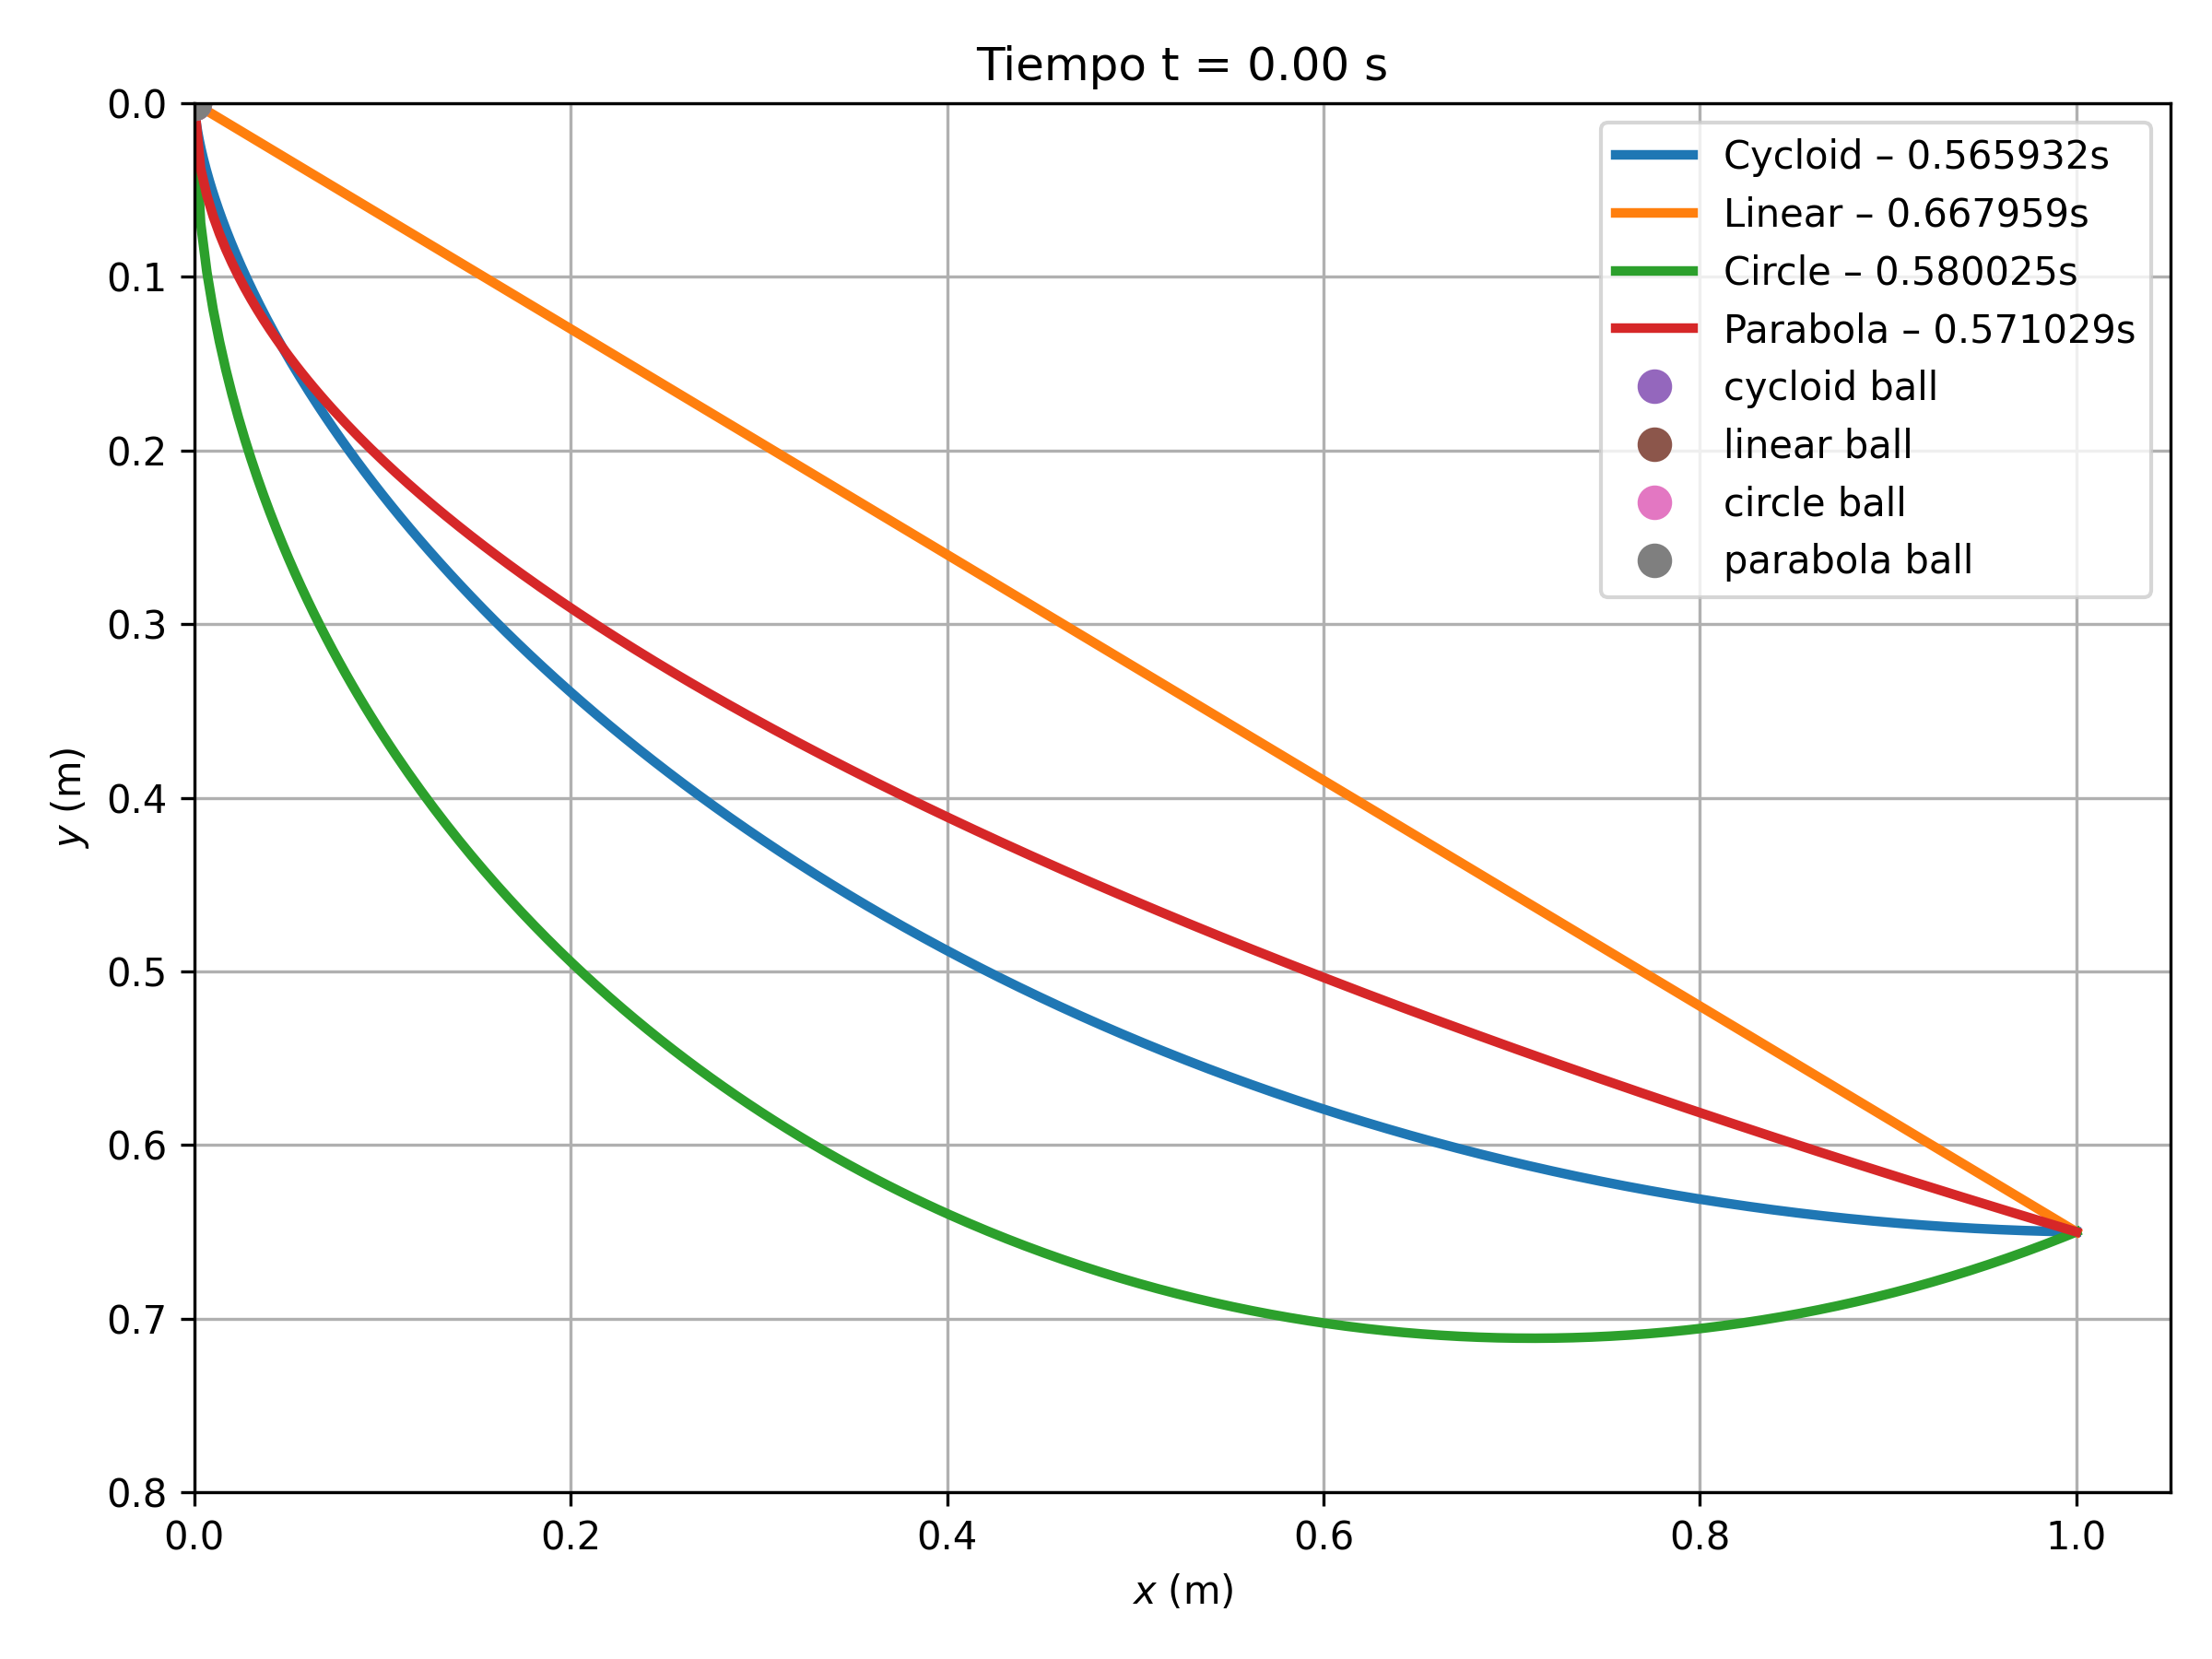 Tiempo t = 0.00 s
Cycloid – 0.565932s
Linear – 0.667959s
Circle – 0.580025s
Parabola – 0.571029s
cycloid ball
linear ball
circle ball
parabola ball
0.0
0.1
0.2
0.3
0.4
0.5
0.6
0.7
0.8
y (m)
0.0 0.2 0.4 0.6 0.8 1.0
x (m)